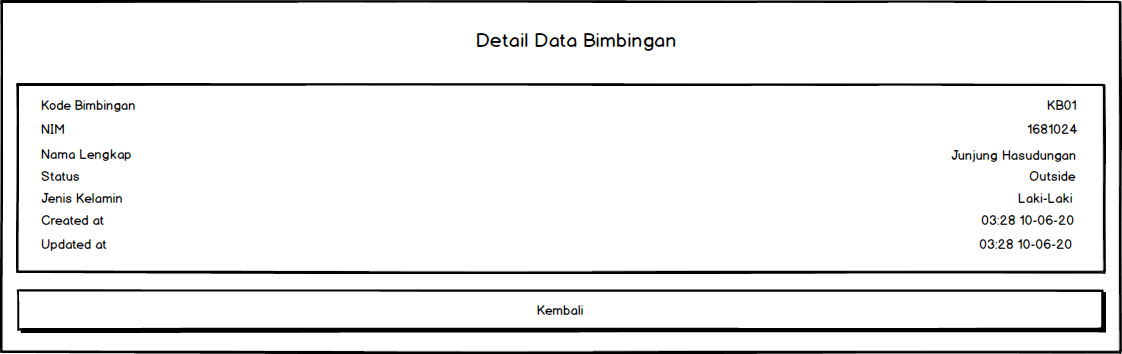 Detail Data Bimbingan
Kode Bimbingan KB01
NIM 1681024
Nama Lengkap Junjung Hasudungan
Status Outside
Jenis Kelamin Laki-Laki
Created at 03:28 10-06-20
Updated at 03:28 10-06-20
Kembali